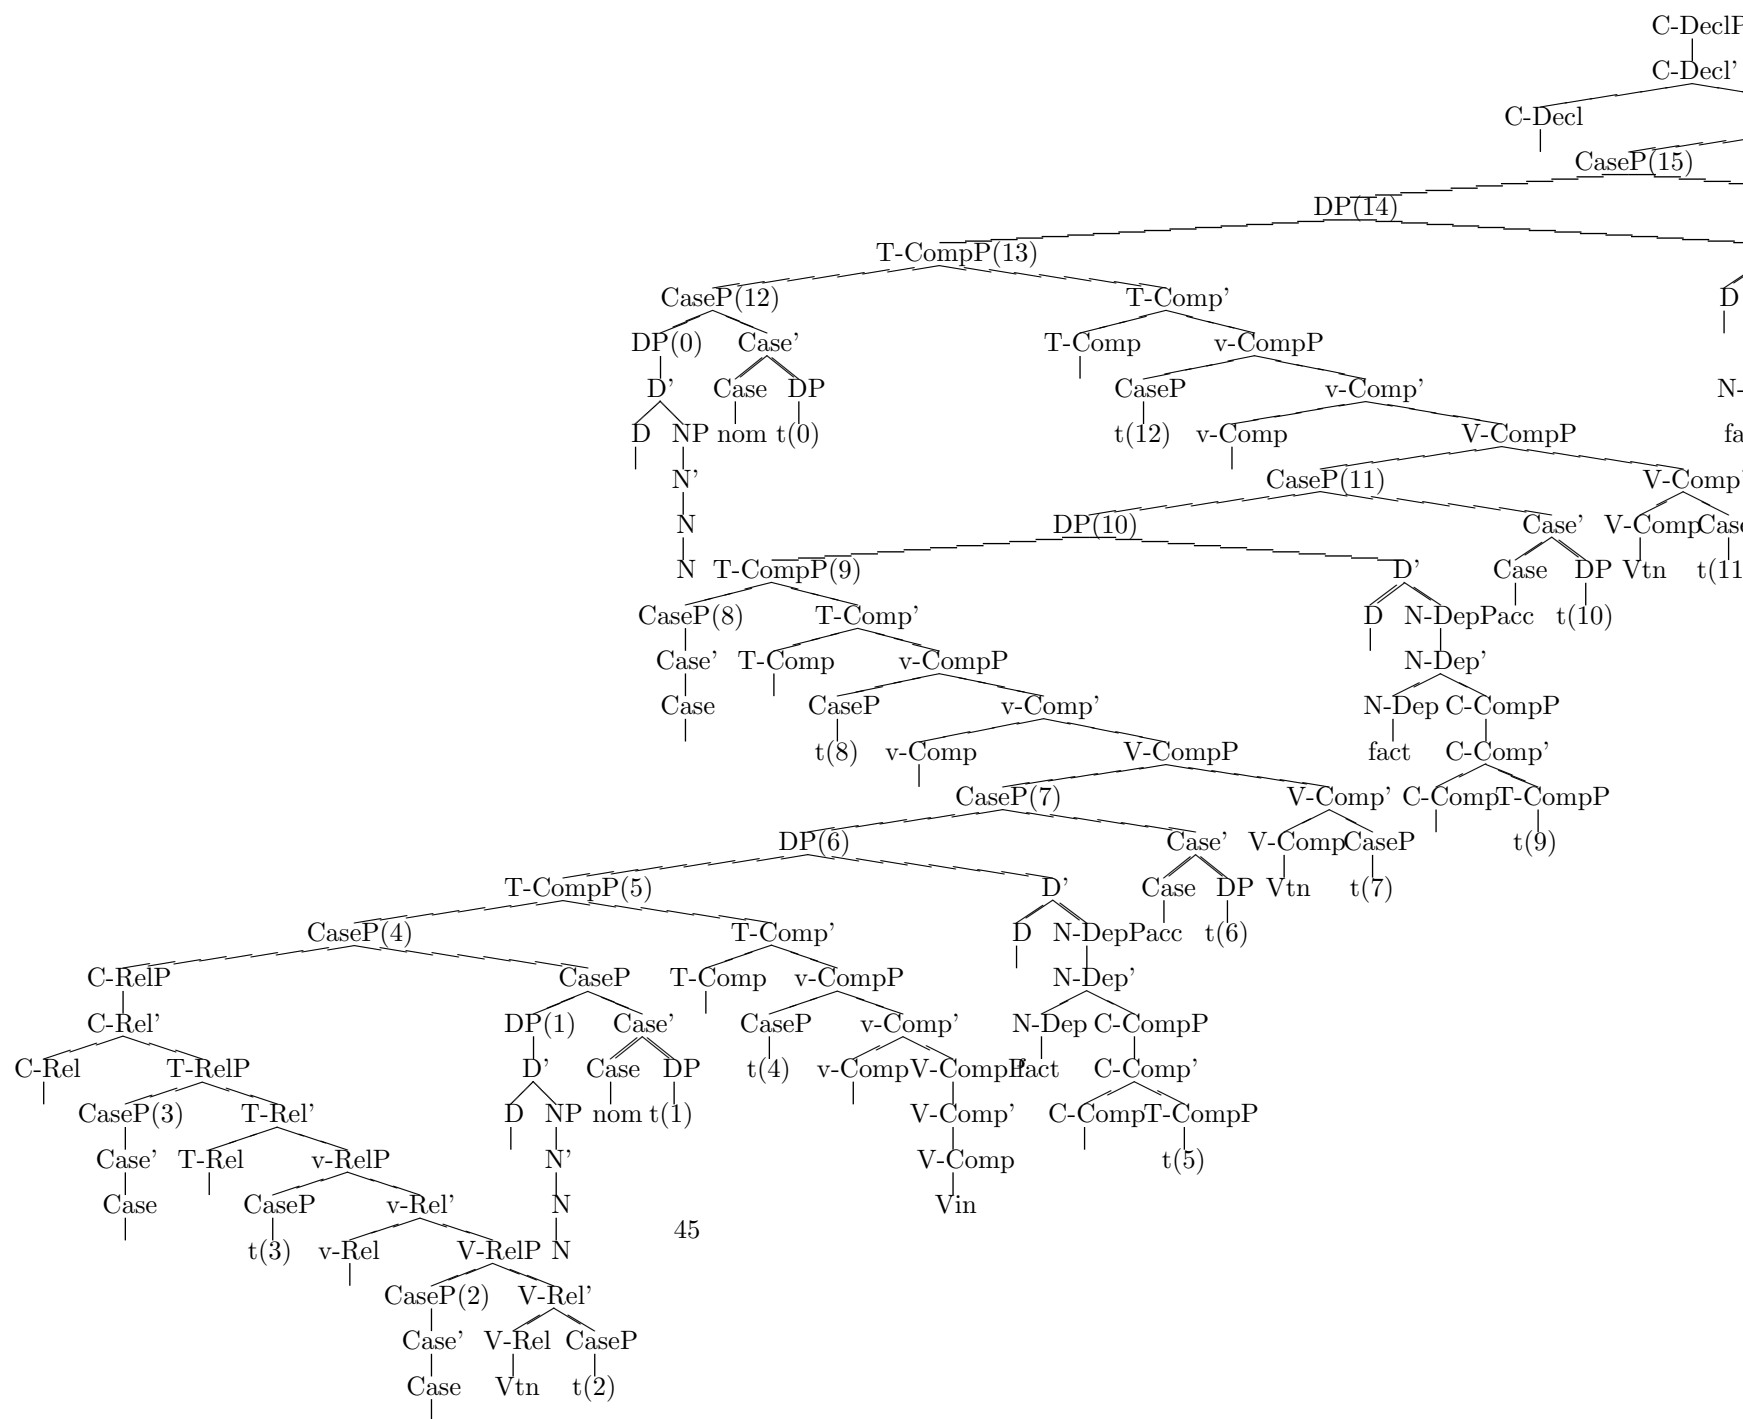 C-DeclP
C-Decl'
C-Decl
CaseP(15)
DP(14)
T-CompP(13)
CaseP(12) T-Comp' D
DP(0) Case' T-Comp v-CompP
D' Case DP CaseP v-Comp' N-
D NP nom t(0) t(12) v-Comp V-CompP fa
N' CaseP(11) V-Comp'
N DP(10) Case' V-Comp Case
N T-CompP(9) D' Case DP Vtn t(11
CaseP(8) T-Comp' D N-DepP acc t(10)
Case' T-Comp v-CompP N-Dep'
Case CaseP v-Comp' N-Dep C-CompP
t(8) v-Comp V-CompP fact C-Comp'
CaseP(7) V-Comp' C-Comp T-CompP
DP(6) Case' V-Comp CaseP t(9)
T-CompP(5) D' Case DP Vtn t(7)
CaseP(4) T-Comp' D N-DepP acc t(6)
C-RelP CaseP T-Comp v-CompP N-Dep'
C-Rel' DP(1) Case' CaseP v-Comp' N-Dep C-CompP
C-Rel T-RelP D' Case DP t(4) v-Comp V-CompP fact C-Comp'
CaseP(3) T-Rel' D NP nom t(1) V-Comp' C-Comp T-CompP
Case' T-Rel v-RelP N' V-Comp t(5)
Case CaseP v-Rel' N Vin
45
t(3) v-Rel V-RelP N
CaseP(2) V-Rel'
Case' V-Rel CaseP
Case Vtn t(2)